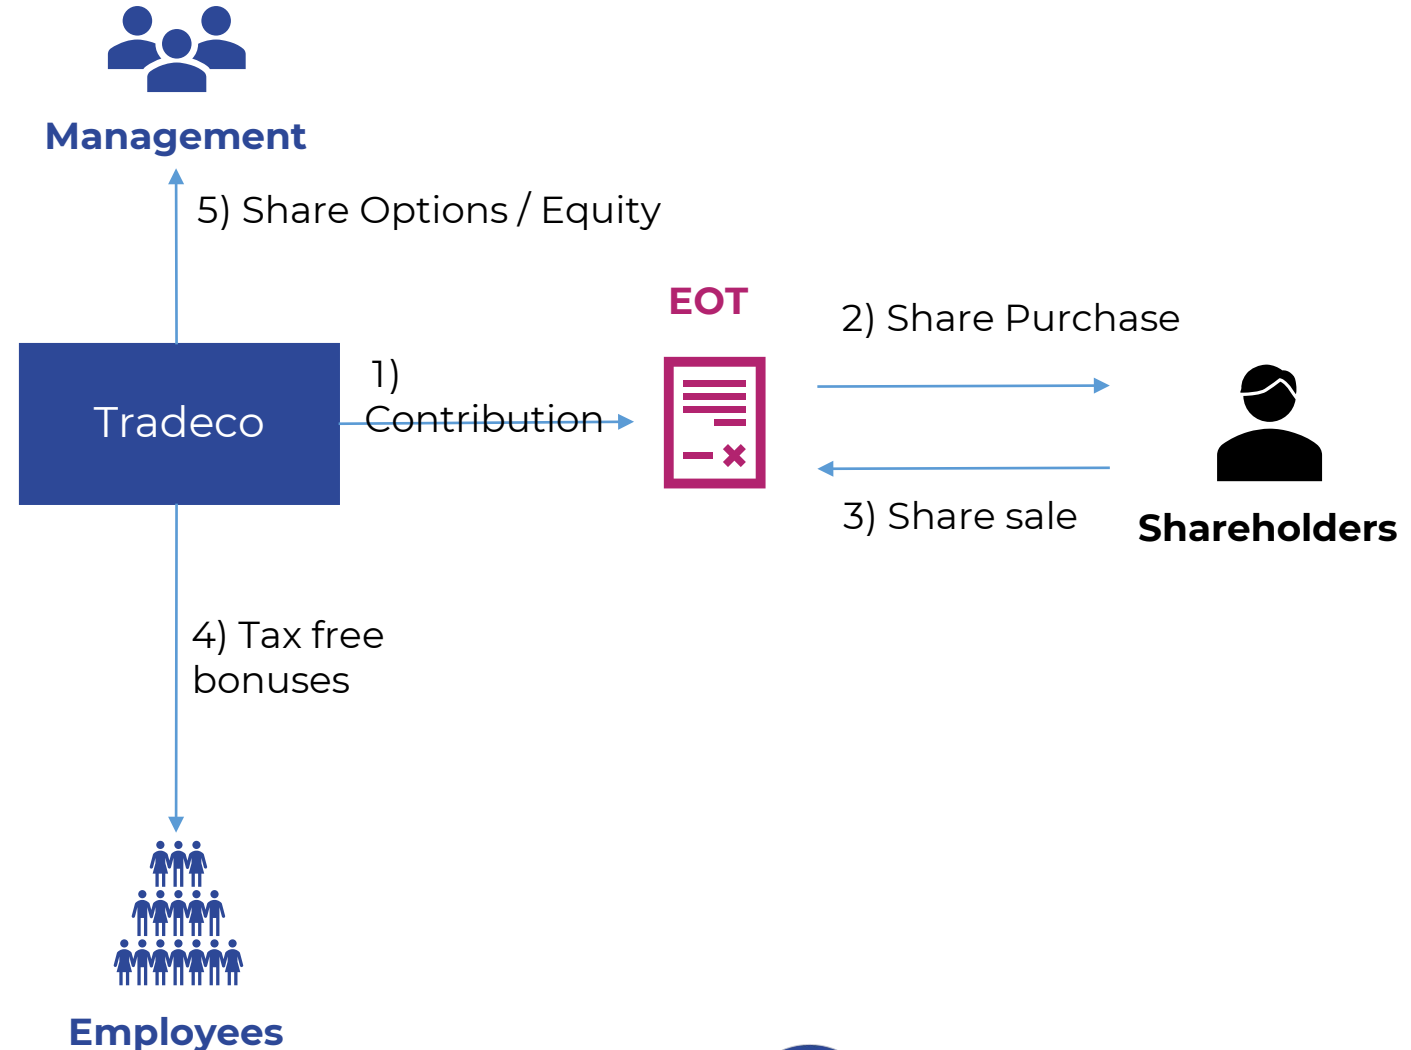 Management
5) Share Options / Equity
EOT
2) Share Purchase
1)
Contribution
Tradeco
3) Share sale
Shareholders
4) Tax free
bonuses
Employees